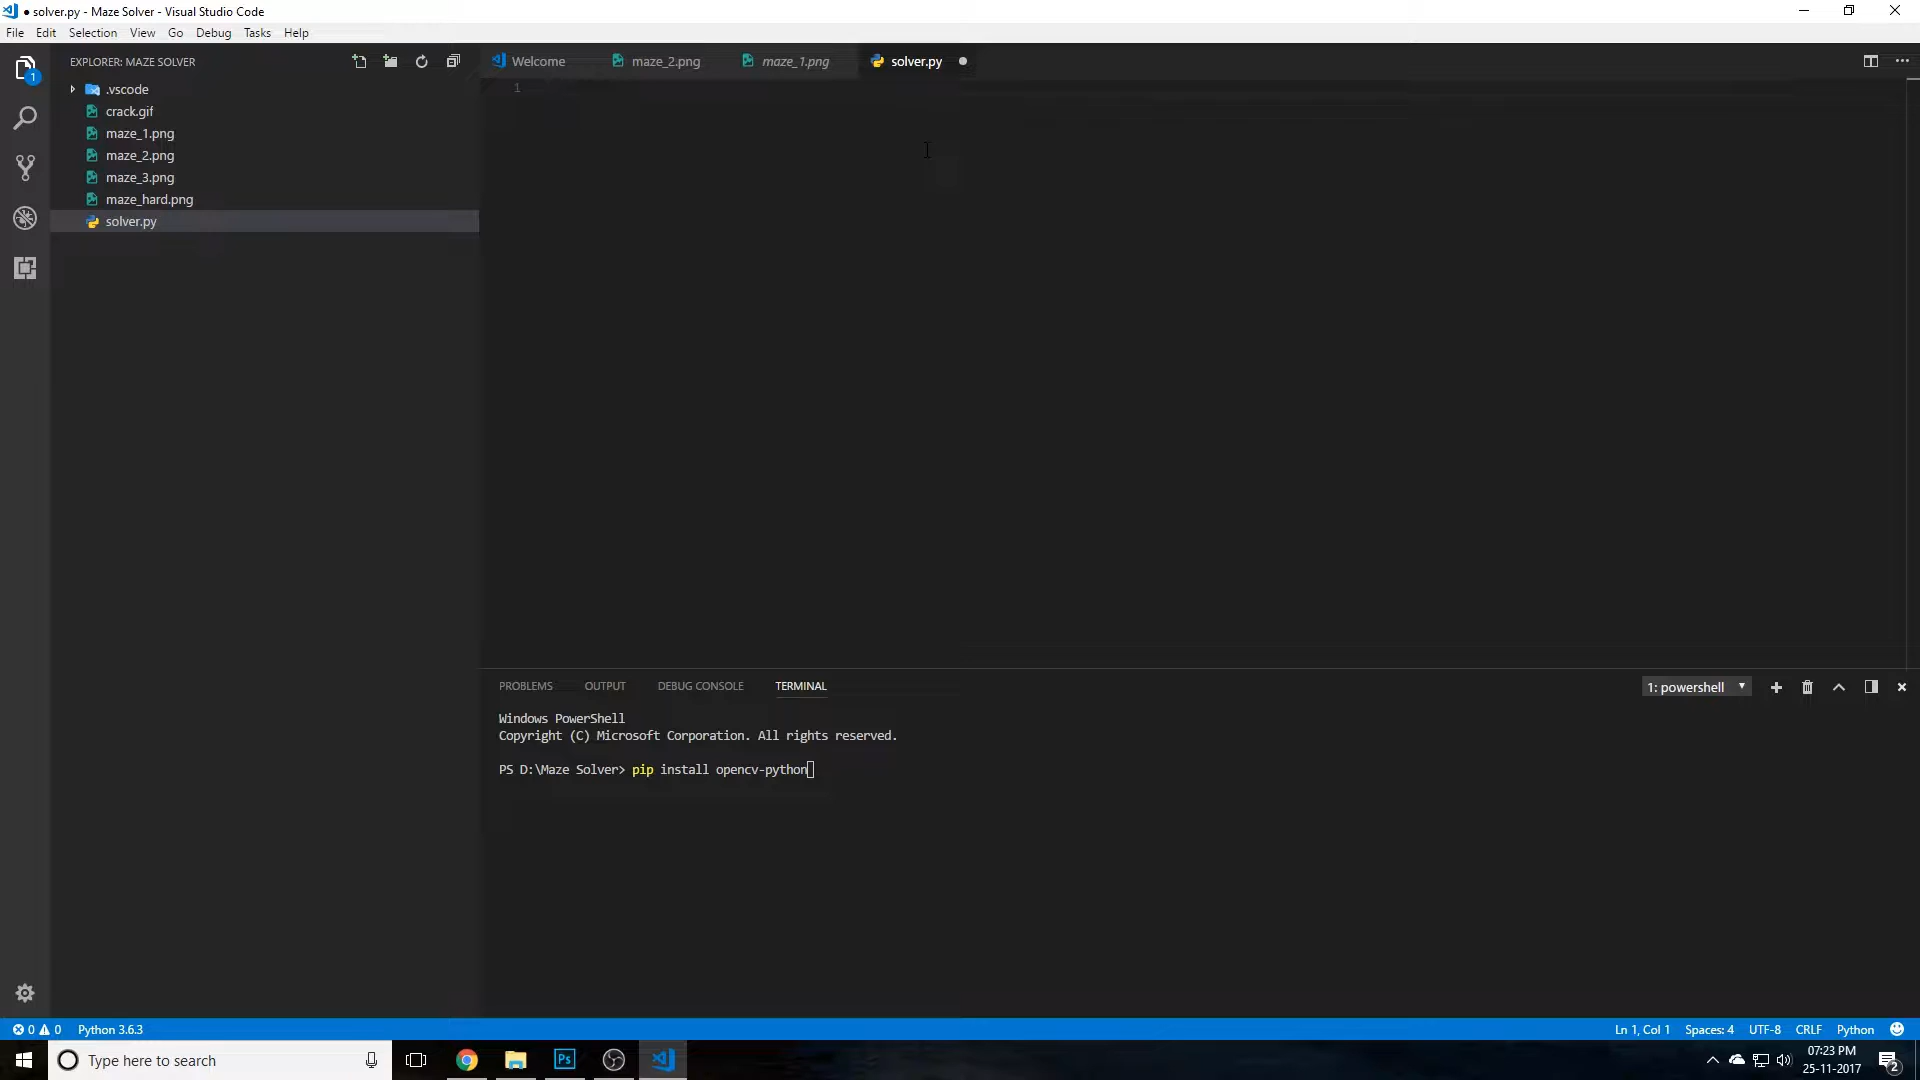 ● solver.py - Maze Solver - Visual Studio Code
File Edit Selection View Go Debug Tasks Help
EXPLORER: MAZE SOLVER
1
.vscode
crack.gif
maze_1.png
maze_2.png
maze_3.png
maze_hard.png
solver.py
Welcome maze_2.png maze_1.png solver.py
1
PROBLEMS OUTPUT DEBUG CONSOLE TERMINAL
1: powershell
Windows PowerShell
Copyright (C) Microsoft Corporation. All rights reserved.
PS D:\Maze Solver> pip install opencv-python
0 0 Python 3.6.3
Ln 1, Col 1 Spaces: 4 UTF-8 CRLF Python
Type here to search
Ps
07:23 PM
25-11-2017
2